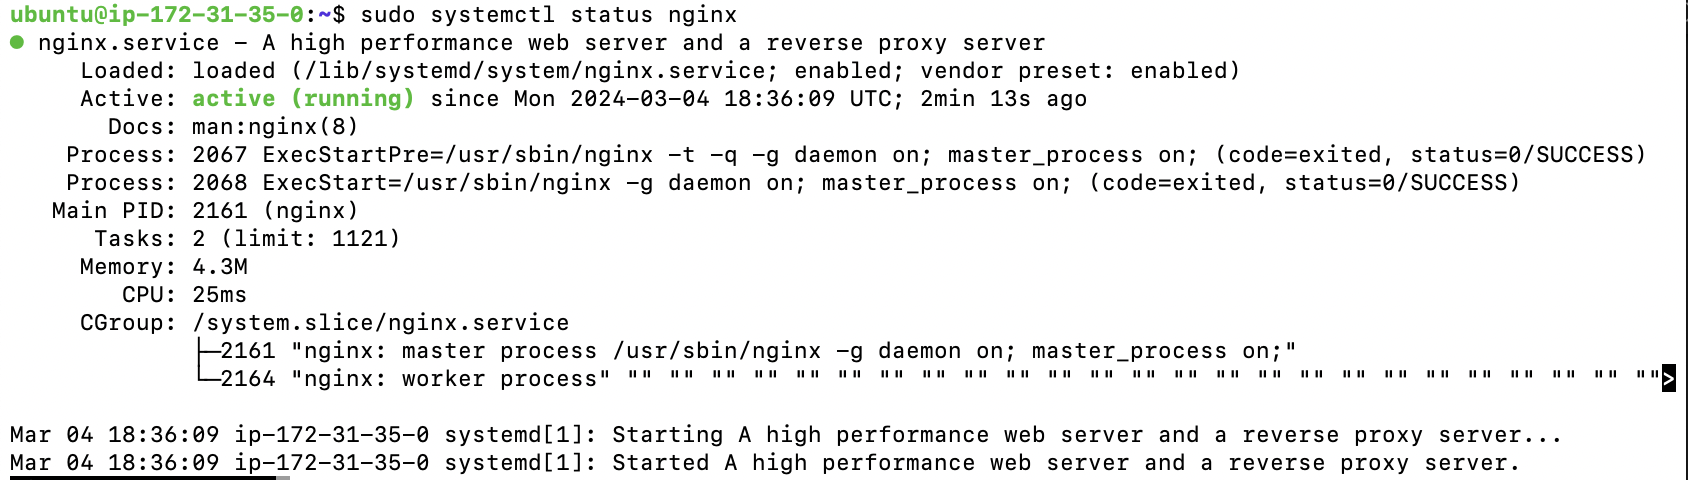 ubuntu@ip-172-31-35-0:~$ sudo systemctl status nginx
● nginx.service - A high performance web server and a reverse proxy server
Loaded: loaded (/lib/systemd/system/nginx.service; enabled; vendor preset: enabled)
Active: active (running) since Mon 2024-03-04 18:36:09 UTC; 2min 13s ago
Docs: man:nginx(8)
Process: 2067 ExecStartPre=/usr/sbin/nginx -t -q -g daemon on; master_process on; (code=exited, status=0/SUCCESS)
Process: 2068 ExecStart=/usr/sbin/nginx -g daemon on; master_process on; (code=exited, status=0/SUCCESS)
Main PID: 2161 (nginx)
Tasks: 2 (limit: 1121)
Memory: 4.3M
CPU: 25ms
CGroup: /system.slice/nginx.service
├─2161 "nginx: master process /usr/sbin/nginx -g daemon on; master_process on;"
└─2164 "nginx: worker process" "" "" "" "" "" "" "" "" "" "" "" "" "" "" "" "" "" "" "" "" "" "" "" "" "">
Mar 04 18:36:09 ip-172-31-35-0 systemd[1]: Starting A high performance web server and a reverse proxy server...
Mar 04 18:36:09 ip-172-31-35-0 systemd[1]: Started A high performance web server and a reverse proxy server.